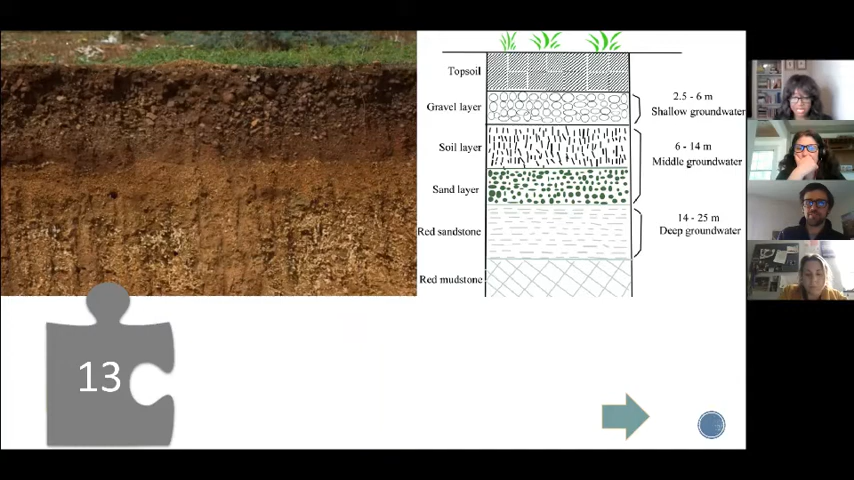 Topsoil
Gravel layer
2.5 - 6 m
Shallow groundwater
Soil layer
6 - 14 m
Middle groundwater
Sand layer
Red sandstone
14 - 25 m
Deep groundwater
Red mudstone
13